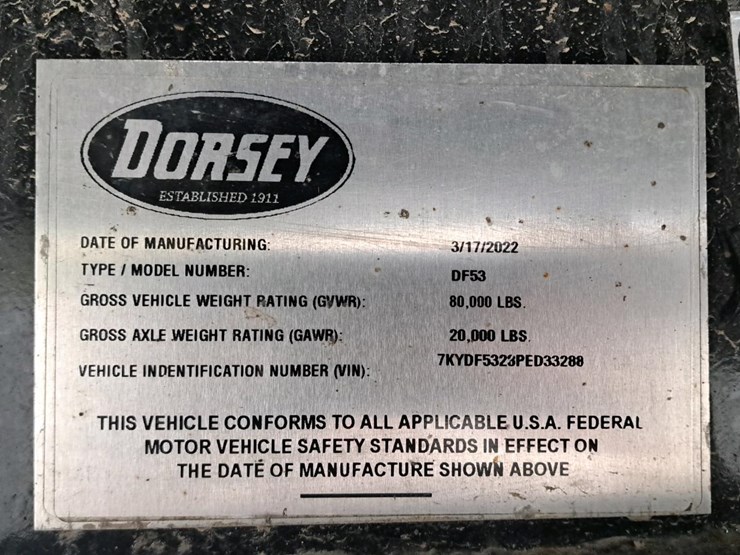 DORSEY
ESTABLISHED 1911
DATE OF MANUFACTURING: 3/17/2022
TYPE / MODEL NUMBER: DF53
GROSS VEHICLE WEIGHT RATING (GVWR): 80,000 LBS.
GROSS AXLE WEIGHT RATING (GAWR): 20,000 LBS.
VEHICLE INDENTIFICATION NUMBER (VIN): 7KYDF5323PED33288
THIS VEHICLE CONFORMS TO ALL APPLICABLE U.S.A. FEDERAL
MOTOR VEHICLE SAFETY STANDARDS IN EFFECT ON
THE DATE OF MANUFACTURE SHOWN ABOVE